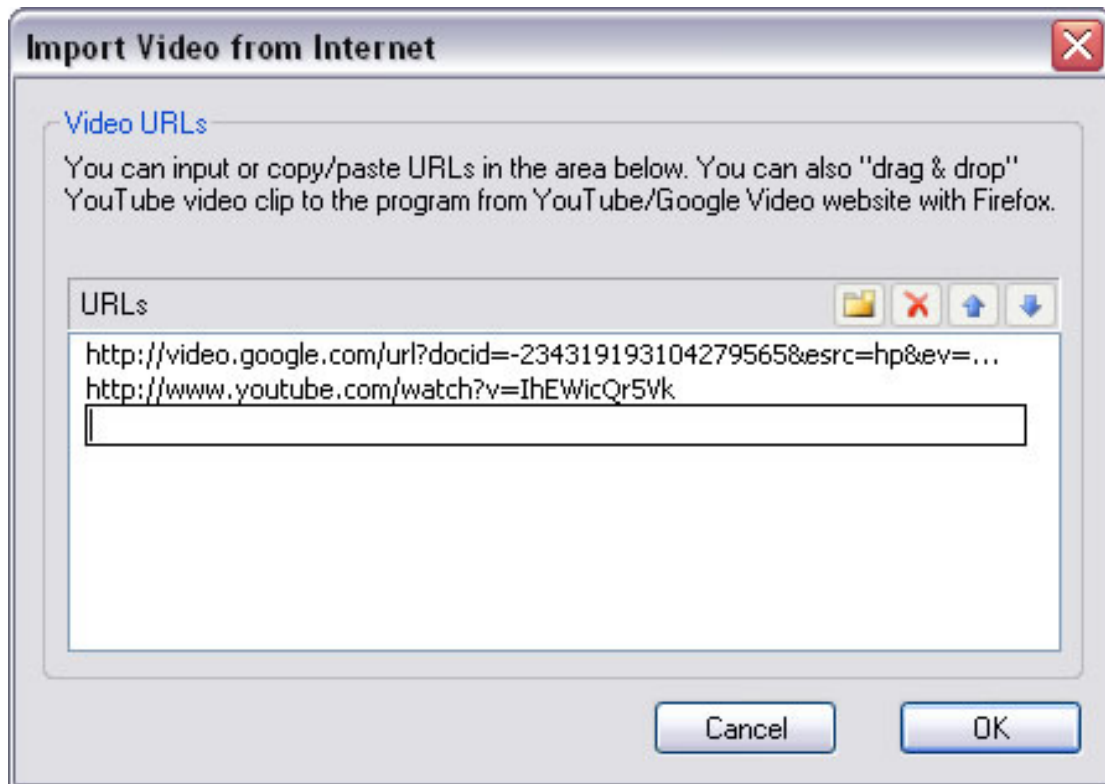 Import Video from Internet
Video URLs
You can input or copy/paste URLs in the area below. You can also "drag & drop"
YouTube video clip to the program from YouTube/Google Video website with Firefox.
URLs
http://video.google.com/url?docid=-2343191931042795565&esrc=hp&ev=...
http://www.youtube.com/watch?v=IhEWicQr5Vk
Cancel
OK